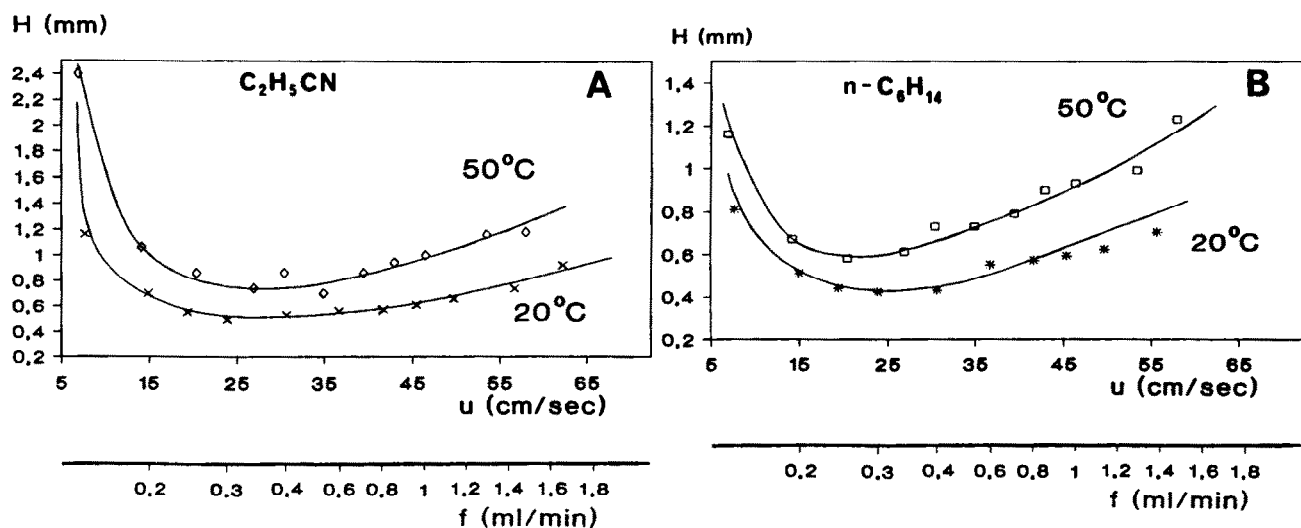 H (mm)
C₂H₅CN
A
2,4
2,2
2
1,8
1,6
1,4
1,2
1
0,8
0,6
0,4
0,2
50°C
20°C
5 15 25 35 45 55 65
u (cm/sec)
0,2 0,3 0,4 0,6 0,8 1 1,2 1,4 1,6 1,8
f (ml/min)
H (mm)
n-C₆H₁₄
B
1,4
1,2
1
0,8
0,6
0,4
0,2
50°C
20°C
5 15 25 35 45 55 65
u (cm/sec)
0,2 0,3 0,4 0,6 0,8 1 1,2 1,4 1,6 1,8
f (ml/min)